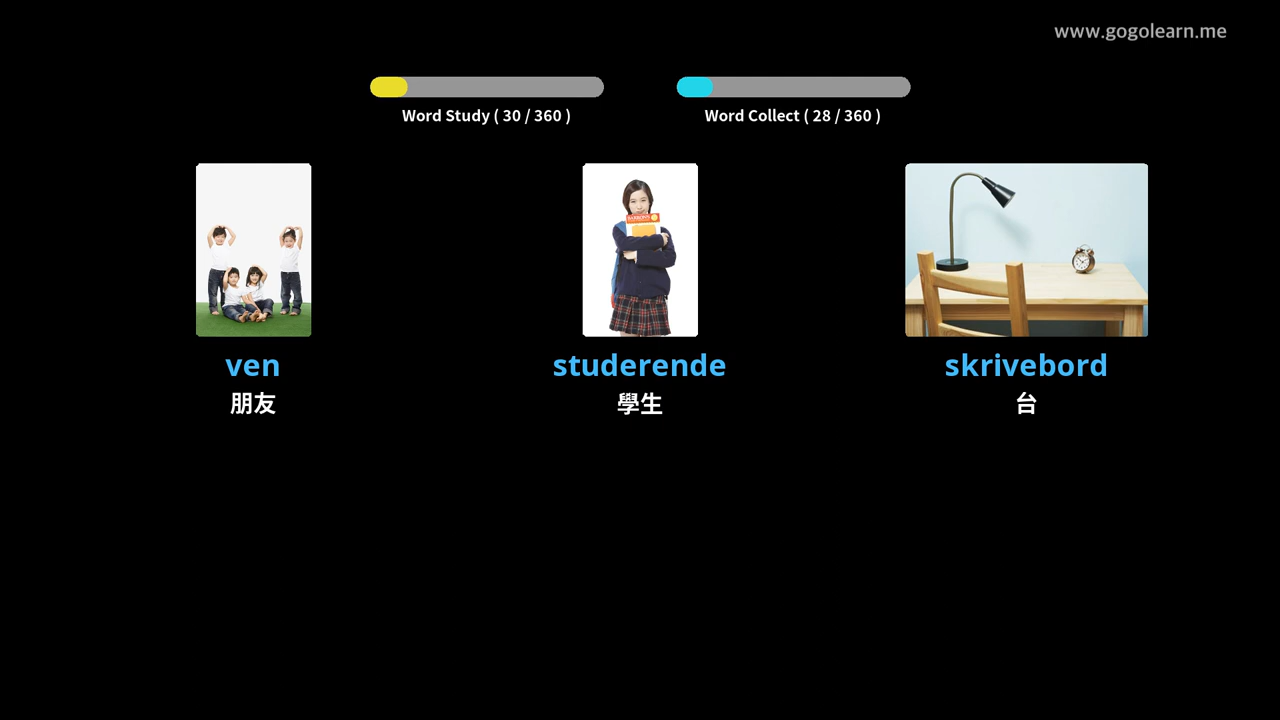 www.gogolearn.me
Word Study ( 30 / 360 )
Word Collect ( 28 / 360 )
BARRON'S
ven
studerende
skrivebord
朋友
學生
台